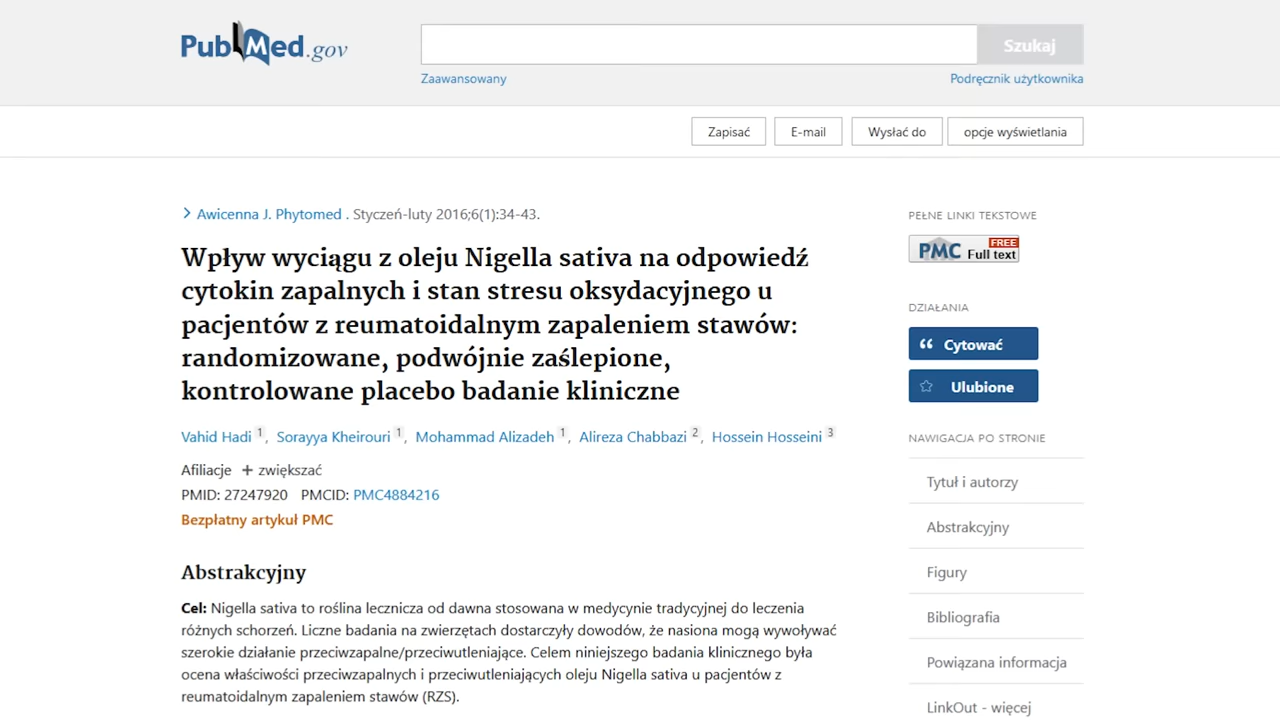 PubMed.gov
Szukaj
Zaawansowany
Podręcznik użytkownika
Zapisać
E-mail
Wysłać do
opcje wyświetlania
Awicenna J. Phytomed . Styczeń-luty 2016;6(1):34-43.
Wpływ wyciągu z oleju Nigella sativa na odpowiedź
cytokin zapalnych i stan stresu oksydacyjnego u
pacjentów z reumatoidalnym zapaleniem stawów:
randomizowane, podwójnie zaślepione,
kontrolowane placebo badanie kliniczne
Vahid Hadi 1, Sorayya Kheirouri 1, Mohammad Alizadeh 1, Alireza Chabbazi 2, Hossein Hosseini 3
Afiliacje + zwiększać
PMID: 27247920 PMCID: PMC4884216
Bezpłatny artykuł PMC
Abstrakcyjny
Cel: Nigella sativa to roślina lecznicza od dawna stosowana w medycynie tradycyjnej do leczenia
różnych schorzeń. Liczne badania na zwierzętach dostarczyły dowodów, że nasiona mogą wywoływać
szerokie działanie przeciwzapalne/przeciwutleniające. Celem niniejszego badania klinicznego była
ocena właściwości przeciwzapalnych i przeciwutleniających oleju Nigella sativa u pacjentów z
reumatoidalnym zapaleniem stawów (RZS).
PEŁNE LINKI TEKSTOWE
PMC FREE Full text
DZIAŁANIA
Cytować
Ulubione
NAWIGACJA PO STRONIE
Tytuł i autorzy
Abstrakcyjny
Figury
Bibliografia
Powiązana informacja
LinkOut - więcej